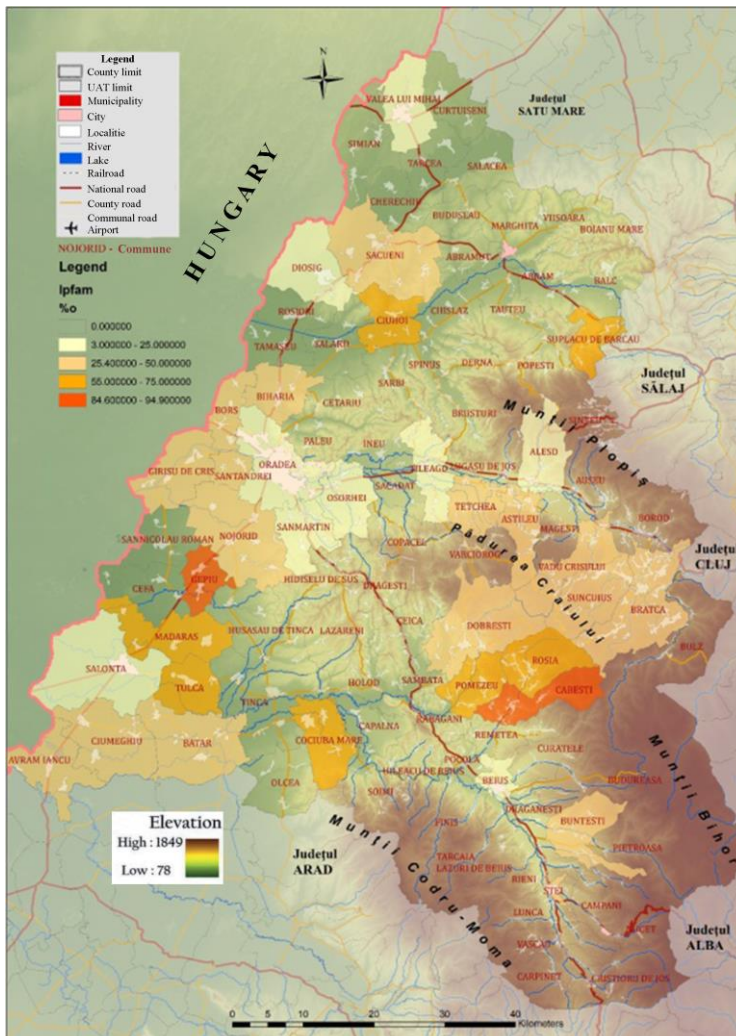 Legend
County limit
UAT limit
Municipality
City
Localitie
River
Lake
Railroad
National road
County road
Communal road
Airport
NOJORID - Commune
Legend
Ipfam
%o
0.000000
3.000000 - 25.000000
25.400000 - 50.000000
55.000000 - 75.000000
84.600000 - 94.900000
N
HUNGARY
Județul
SATU MARE
Județul
SĂLAJ
Județul
CLUJ
Județul
ALBA
Județul
ARAD
Munții Plopiș
Pădurea Craiului
Munții Bihor
Munții Codru-Moma
VALEA LUI MIHAI
CURTUISENI
SIMIAN
TARCEA
SALACEA
CHERECHIU
BUDUSLAU
MARGHITA
VIISOARA
BOIANU MARE
DIOSIG
SACUENI
ABRAMUT
ABRAM
BALC
ROSIORI
CIUHOI
CHISLAZ
TAUTEU
SUPLACU DE BARCAU
TAMASEU
SALARD
SPINUS
DERNA
POPESTI
SARBI
BIHARIA
CETARIU
BORS
BRUSTURI
PALEU
INEU
ALESD
GIRISU DE CRIS
SANTANDREI
ORADEA
OSORHEI
SACADAT
AUSEU
TETCHEA
ASTILEU
MAGESTI
BOROD
SANNICOLAU ROMAN
NOJORID
SANMARTIN
COPACEL
VARCIOROG
VADU CRISULUI
CEFA
GEPIU
HIDISELU DE SUS
DRAGESTI
SUNCUIUS
BRATCA
MADARAS
HUSASAU DE TINCA
LAZARENI
CEICA
DOBRESTI
BULZ
SALONTA
TULCA
HOLOD
SAMBATA
POMEZEU
ROSIA
CABESTI
TINCA
CAPALNA
RABAGANI
REMETEA
CIUMEGHIU
BATAR
COCIUBA MARE
POCOLA
CURATELE
AVRAM IANCU
OLCEA
SOIMI
BEIUS
BUDUREASA
DRAGANESTI
BUNTESTI
FINIS
PIETROASA
TARCAIA
LAZURI DE BEIUS
RIENI
STEI
CAMPANI
LUNCA
VASCAU
CARPINET
CRISTIORU DE JOS
Elevation
High : 1849
Low : 78
0 10 20 30 40
Kilometers